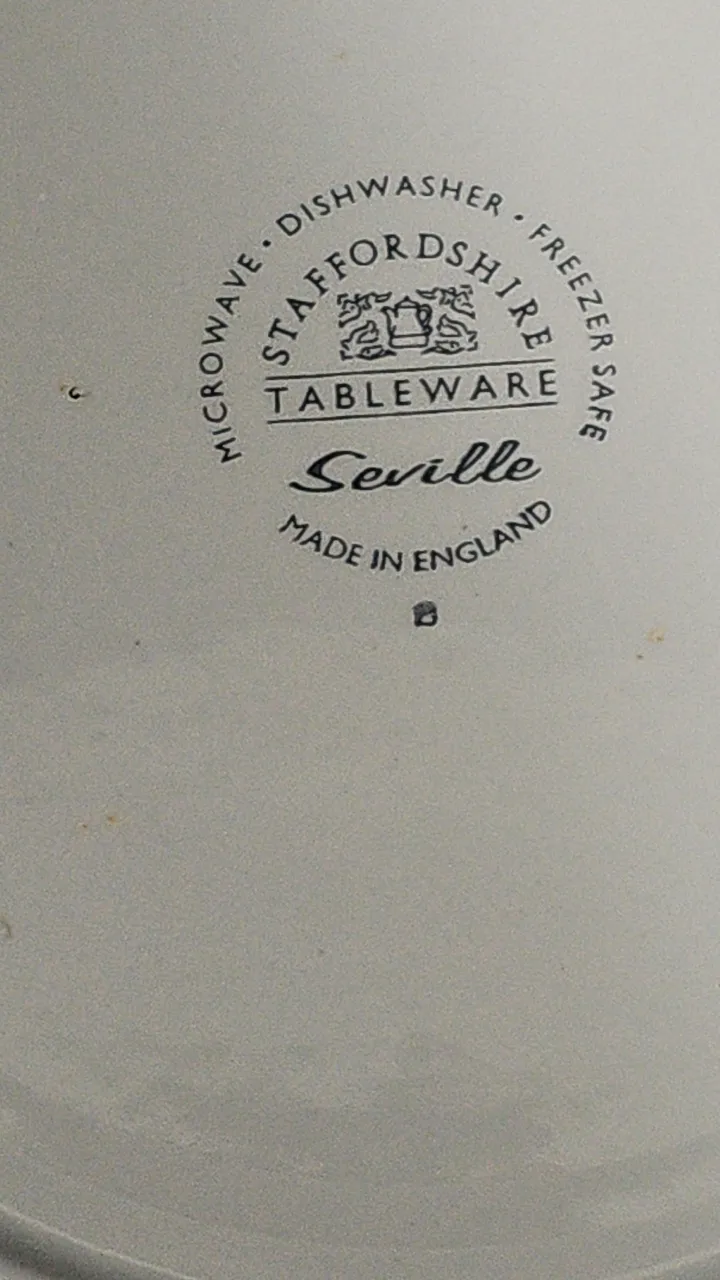 MICROWAVE • DISHWASHER • FREEZER SAFE
STAFFORDSHIRE
TABLEWARE
Seville
MADE IN ENGLAND